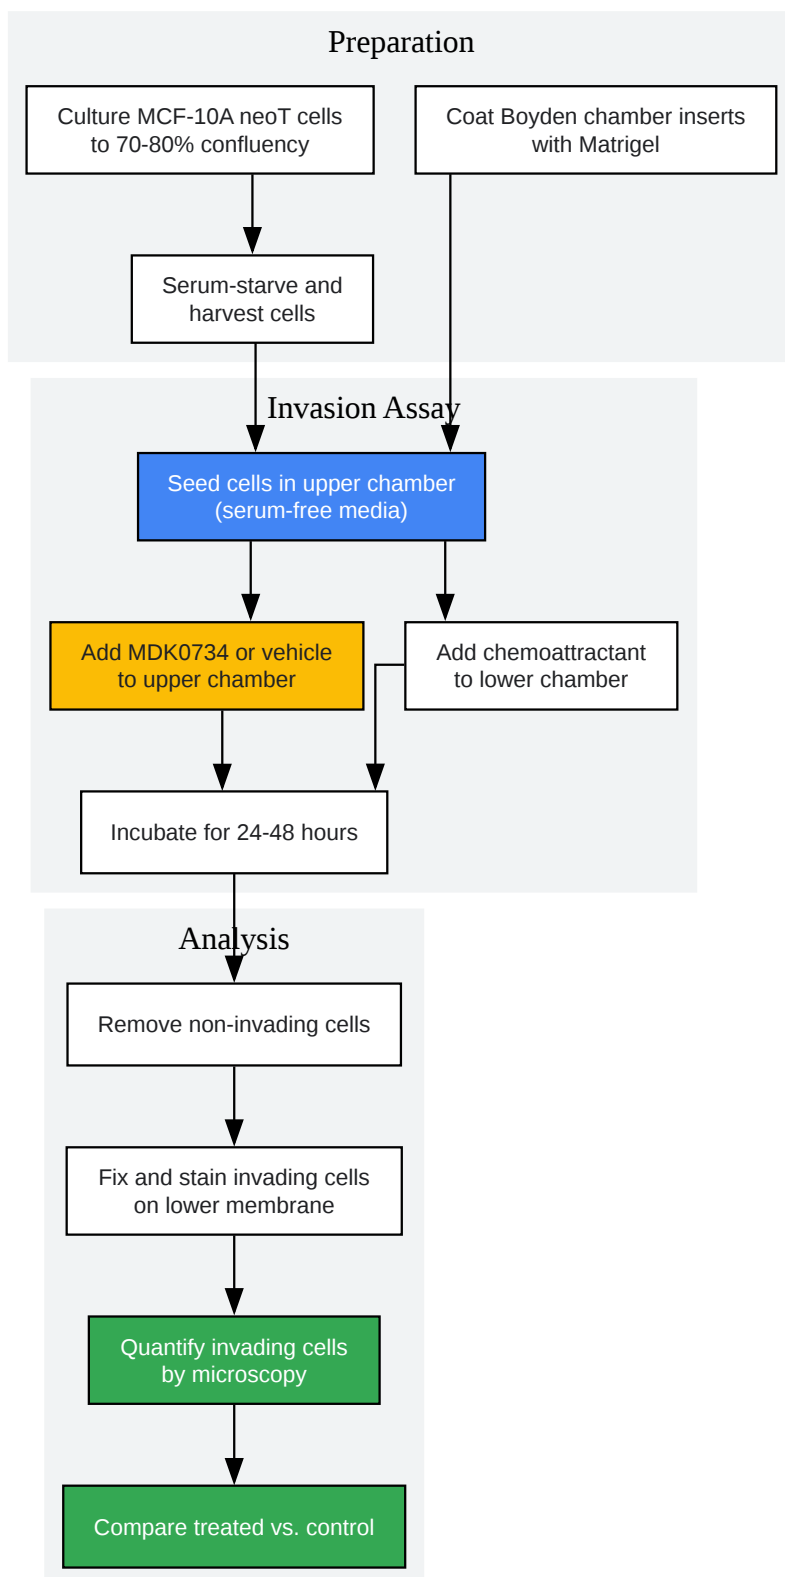 Preparation
Culture MCF-10A neoT cells
to 70-80% confluency
Coat Boyden chamber inserts
with Matrigel
Serum-starve and
harvest cells
Invasion Assay
Seed cells in upper chamber
(serum-free media)
Add MDK0734 or vehicle
to upper chamber
Add chemoattractant
to lower chamber
Incubate for 24-48 hours
Analysis
Remove non-invading cells
Fix and stain invading cells
on lower membrane
Quantify invading cells
by microscopy
Compare treated vs. control